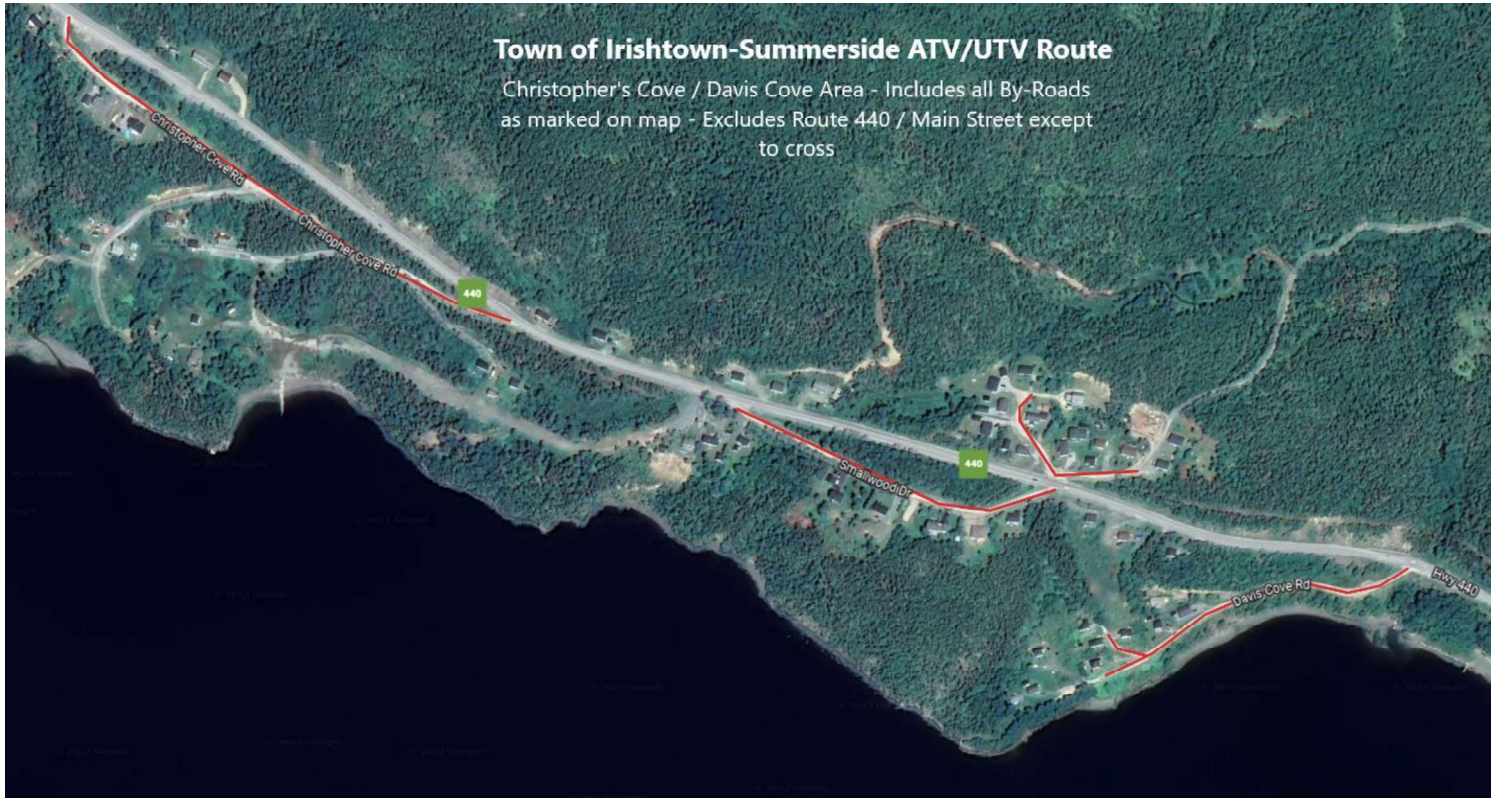 Town of Irishtown-Summerside ATV/UTV Route
Christopher's Cove / Davis Cove Area - Includes all By-Roads
as marked on map - Excludes Route 440 / Main Street except
to cross
Christopher Cove Rd
Christopher Cove Rd
440
440
Smallwood Dr
Davis Cove Rd
Hwy 440